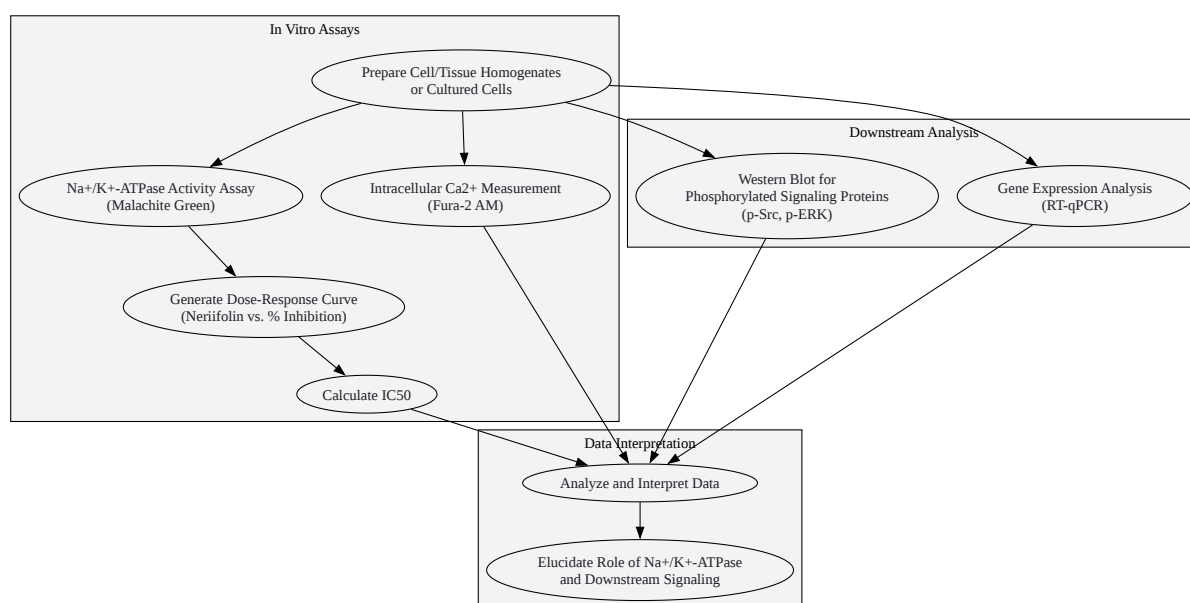 In Vitro Assays
Prepare Cell/Tissue Homogenates
or Cultured Cells
Downstream Analysis
Na+/K+-ATPase Activity Assay
(Malachite Green)
Intracellular Ca2+ Measurement
(Fura-2 AM)
Western Blot for
Phosphorylated Signaling Proteins
(p-Src, p-ERK)
Gene Expression Analysis
(RT-qPCR)
Generate Dose-Response Curve
(Neriifolin vs. % Inhibition)
Calculate IC50
Data Interpretation
Analyze and Interpret Data
Elucidate Role of Na+/K+-ATPase
and Downstream Signaling